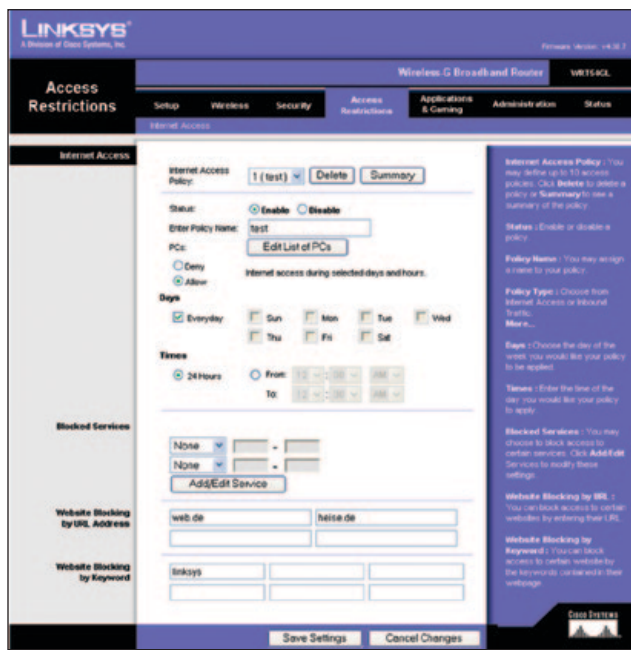 LINKSYS®
A Division of Cisco Systems, Inc.
Wireless-G Broadband Router WRT54GL
Access Restrictions
Setup Wireless Security Access Restrictions Applications & Gaming Administration Status
Internet Access
Internet Access
Internet Access Policy: 1 (test) Delete Summary
Status: Enable Disable
Enter Policy Name: test
PCs: Edit List of PCs
Deny
Allow
Internet access during selected days and hours.
Days
Everyday Sun Mon Tue Wed
Thu Fri Sat
Times
24 Hours From: 12 : 00 AM
To: 12 : 00 AM
Blocked Services
None -
None -
Add/Edit Service
Website Blocking by URL Address
web.de heise.de
Website Blocking by Keyword
linksys
Save Settings Cancel Changes
Internet Access Policy : You
may define up to 10 access
policies. Click Delete to delete a
policy or Summary to see a
summary of the policy.
Status : Enable or disable a
policy.
Policy Name : You may assign
a name to your policy.
Policy Type : Choose from
Internet Access or Inbound
Traffic.
More...
Days : Choose the day of the
week you would like your policy
to be applied.
Times : Enter the time of the
day you would like your policy
to apply.
Blocked Services : You may
choose to block access to
certain services. Click Add/Edit
Services to modify these
settings.
Website Blocking by URL :
You can block access to certain
websites by entering their URL.
Website Blocking by
Keyword : You can block
access to certain website by
the keywords contained in their
webpage.
CISCO SYSTEMS